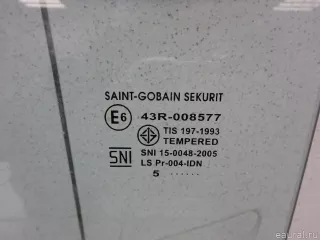 SAINT-GOBAIN SEKURIT
E6 43R-008577
TIS 197-1993
TEMPERED
SNI SNI 15-0048-2005
LS Pr-004-IDN
5 ······
eaural.ru